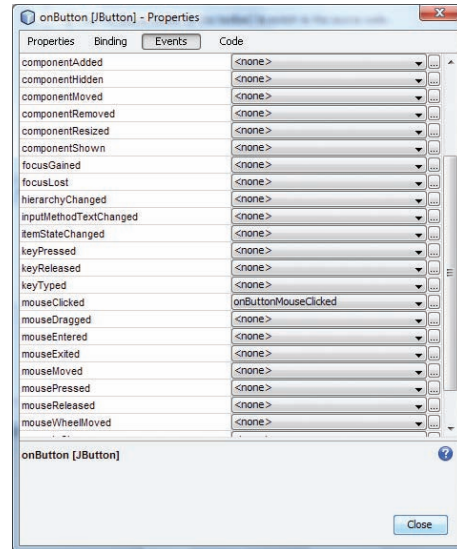 onButton [JButton] - Properties
Properties Binding Events Code
componentAdded <none>
componentHidden <none>
componentMoved <none>
componentRemoved <none>
componentResized <none>
componentShown <none>
focusGained <none>
focusLost <none>
hierarchyChanged <none>
inputMethodTextChanged <none>
itemStateChanged <none>
keyPressed <none>
keyReleased <none>
keyTyped <none>
mouseClicked onButtonMouseClicked
mouseDragged <none>
mouseEntered <none>
mouseExited <none>
mouseMoved <none>
mousePressed <none>
mouseReleased <none>
mouseWheelMoved <none>
onButton [JButton]
Close